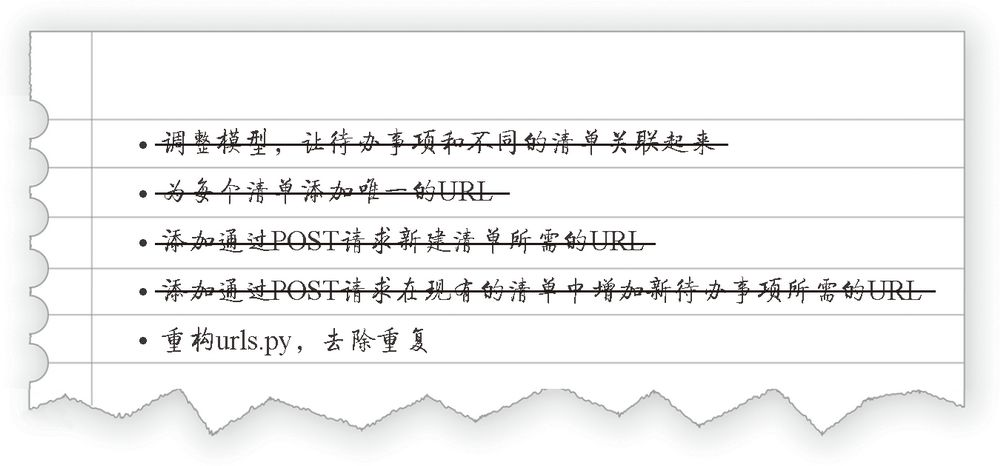 • 调整模型，让待办事项和不同的清单关联起来
• 为每个清单添加唯一的URL
• 添加通过POST请求新建清单所需的URL
• 添加通过POST请求在现有的清单中增加新待办事项所需的URL
• 重构urls.py，去除重复